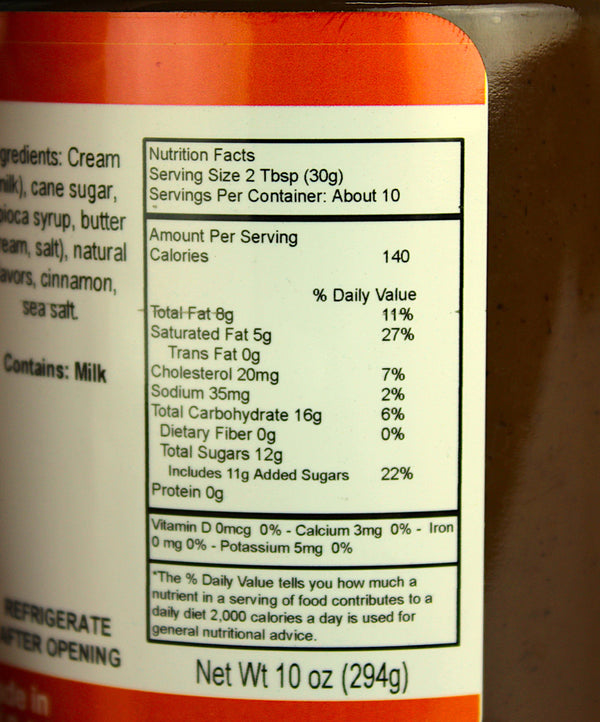 gredients: Cream
milk), cane sugar,
pioca syrup, butter
ream, salt), natural
avors, cinnamon,
sea salt.
Contains: Milk
REFRIGERATE
AFTER OPENING
de in
Nutrition Facts
Serving Size 2 Tbsp (30g)
Servings Per Container: About 10
Amount Per Serving
Calories 140
% Daily Value
Total Fat 8g 11%
Saturated Fat 5g 27%
Trans Fat 0g
Cholesterol 20mg 7%
Sodium 35mg 2%
Total Carbohydrate 16g 6%
Dietary Fiber 0g 0%
Total Sugars 12g
Includes 11g Added Sugars 22%
Protein 0g
Vitamin D 0mcg 0% - Calcium 3mg 0% - Iron
0 mg 0% - Potassium 5mg 0%
*The % Daily Value tells you how much a
nutrient in a serving of food contributes to a
daily diet 2,000 calories a day is used for
general nutritional advice.
Net Wt 10 oz (294g)